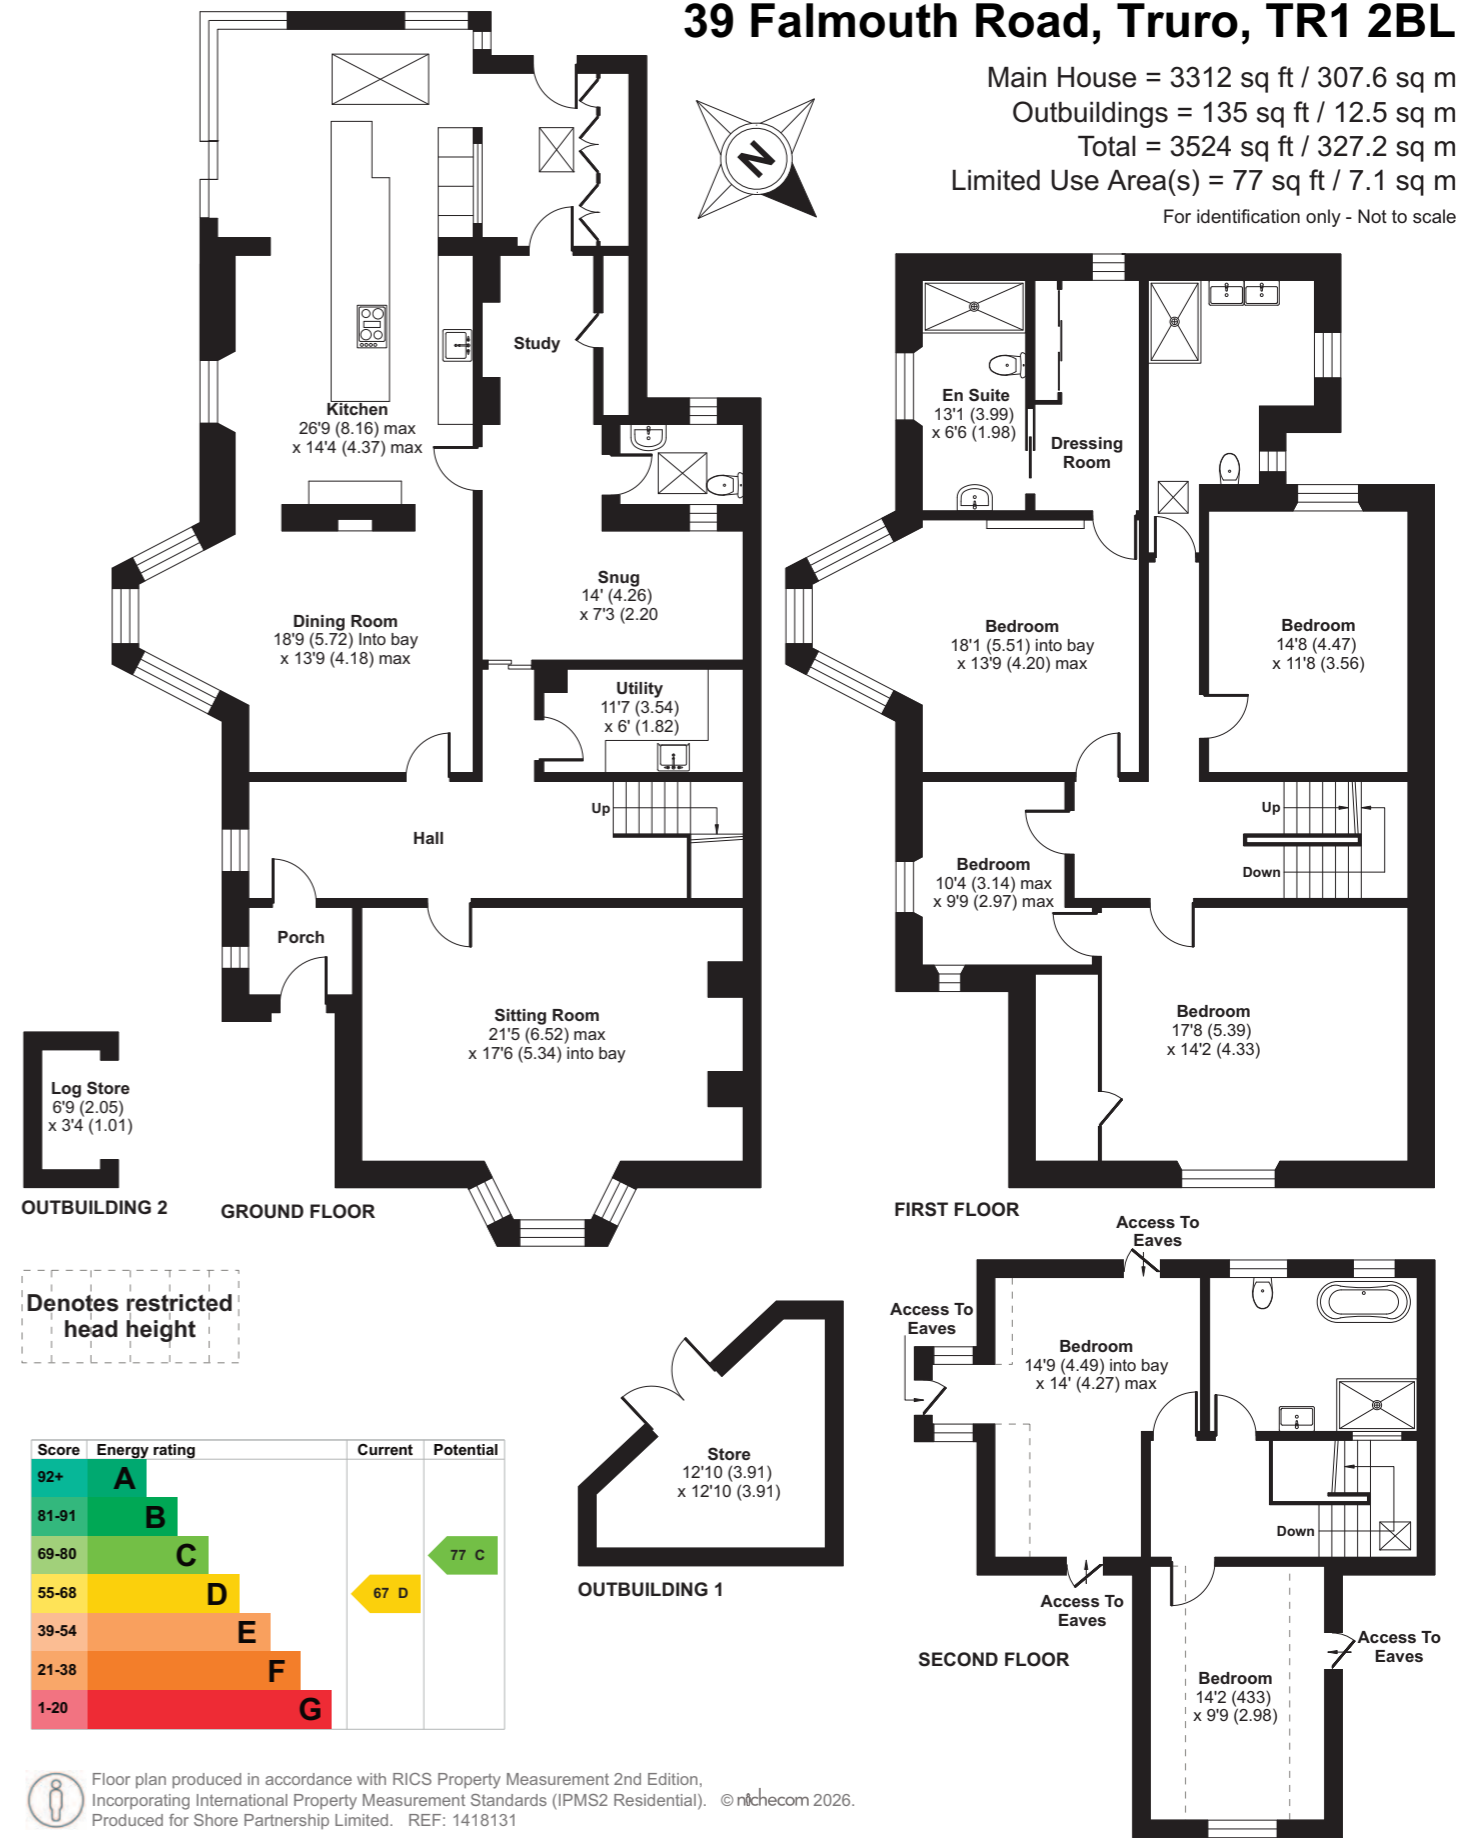 39 Falmouth Road, Truro, TR1 2BL
Main House = 3312 sq ft / 307.6 sq m
Outbuildings = 135 sq ft / 12.5 sq m
Total = 3524 sq ft / 327.2 sq m
Limited Use Area(s) = 77 sq ft / 7.1 sq m
For identification only - Not to scale
N
Study
Kitchen
26'9 (8.16) max
x 14'4 (4.37) max
Snug
14' (4.26)
x 7'3 (2.20
Dining Room
18'9 (5.72) Into bay
x 13'9 (4.18) max
Utility
11'7 (3.54)
x 6' (1.82)
Up
Hall
Porch
Sitting Room
21'5 (6.52) max
x 17'6 (5.34) into bay
Log Store
6'9 (2.05)
x 3'4 (1.01)
OUTBUILDING 2
GROUND FLOOR
En Suite
13'1 (3.99)
x 6'6 (1.98)
Dressing
Room
Bedroom
18'1 (5.51) into bay
x 13'9 (4.20) max
Bedroom
14'8 (4.47)
x 11'8 (3.56)
Up
Down
Bedroom
10'4 (3.14) max
x 9'9 (2.97) max
Bedroom
17'8 (5.39)
x 14'2 (4.33)
FIRST FLOOR
Access To
Eaves
Access To
Eaves
Bedroom
14'9 (4.49) into bay
x 14' (4.27) max
Down
Access To
Eaves
Access To
Eaves
Bedroom
14'2 (433)
x 9'9 (2.98)
SECOND FLOOR
Denotes restricted
head height
Store
12'10 (3.91)
x 12'10 (3.91)
OUTBUILDING 1
Score Energy rating Current Potential
92+ A
81-91 B
69-80 C 77 C
55-68 D 67 D
39-54 E
21-38 F
1-20 G
Floor plan produced in accordance with RICS Property Measurement 2nd Edition,
Incorporating International Property Measurement Standards (IPMS2 Residential). © nichecom 2026.
Produced for Shore Partnership Limited. REF: 1418131